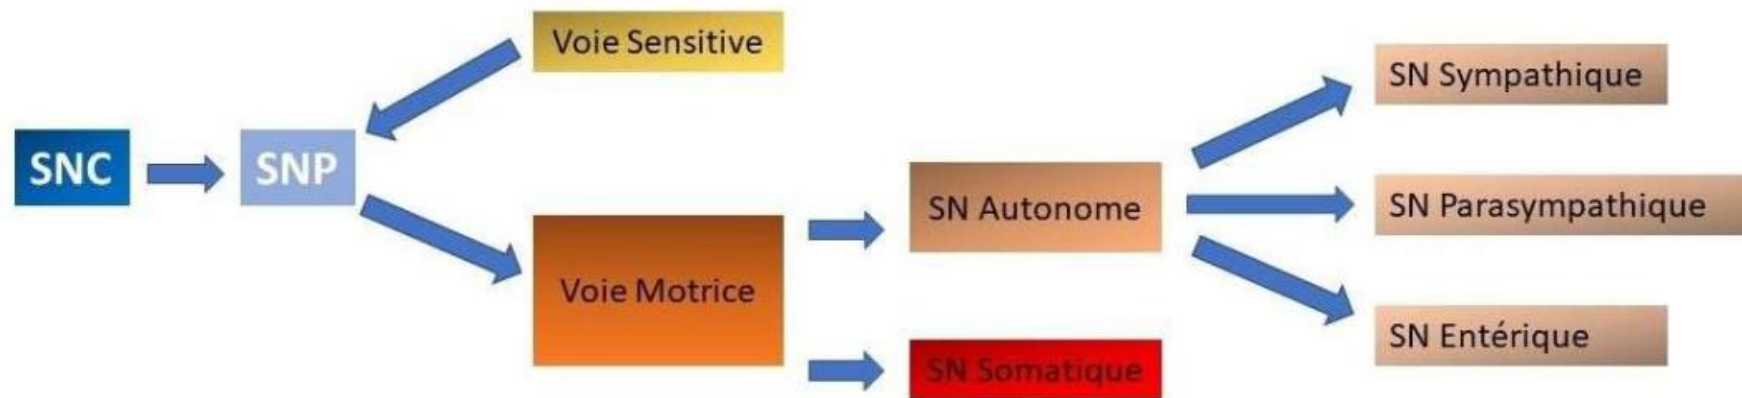 SNC
SNP
Voie Sensitive
Voie Motrice
SN Autonome
SN Somatique
SN Sympathique
SN Parasympathique
SN Entérique